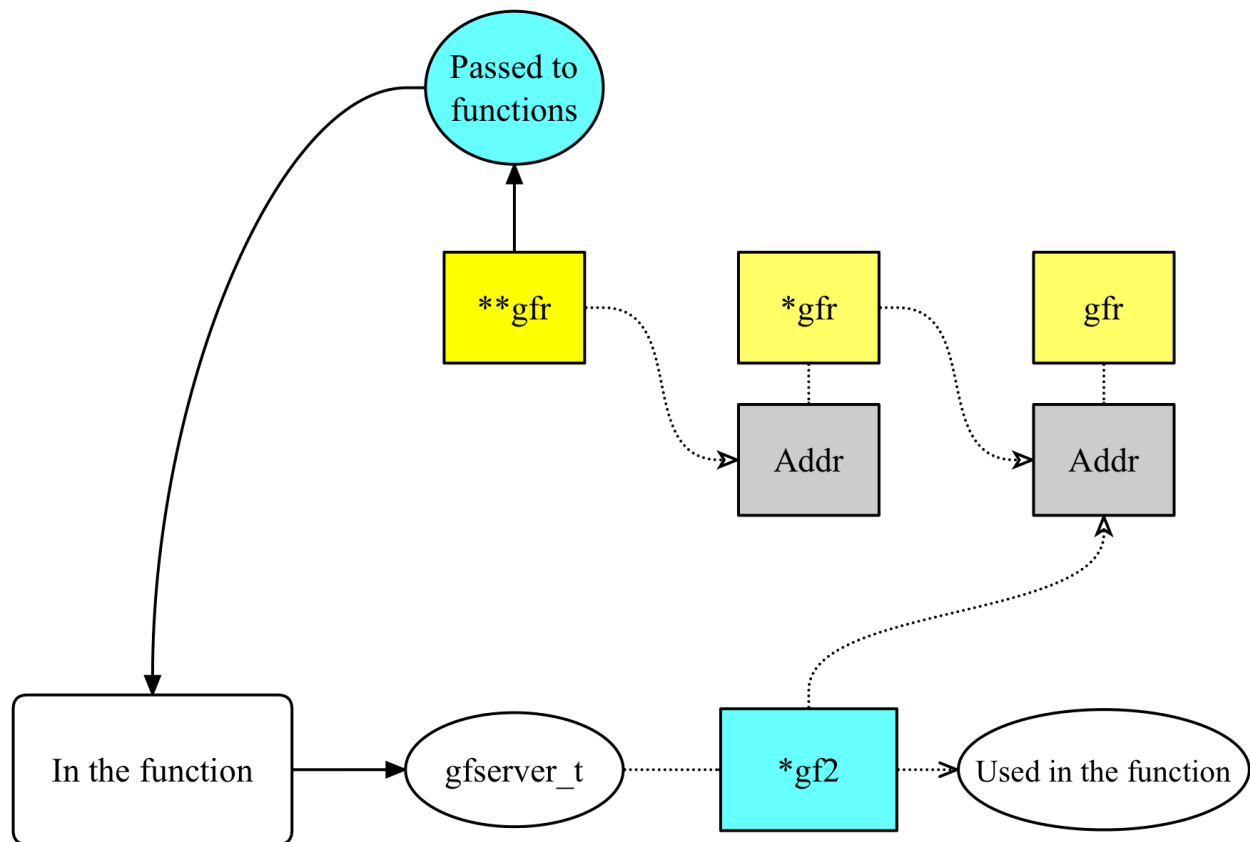 Passed to
functions
**gfr
*gfr
gfr
Addr
Addr
In the function
gfserver_t
*gf2
Used in the function